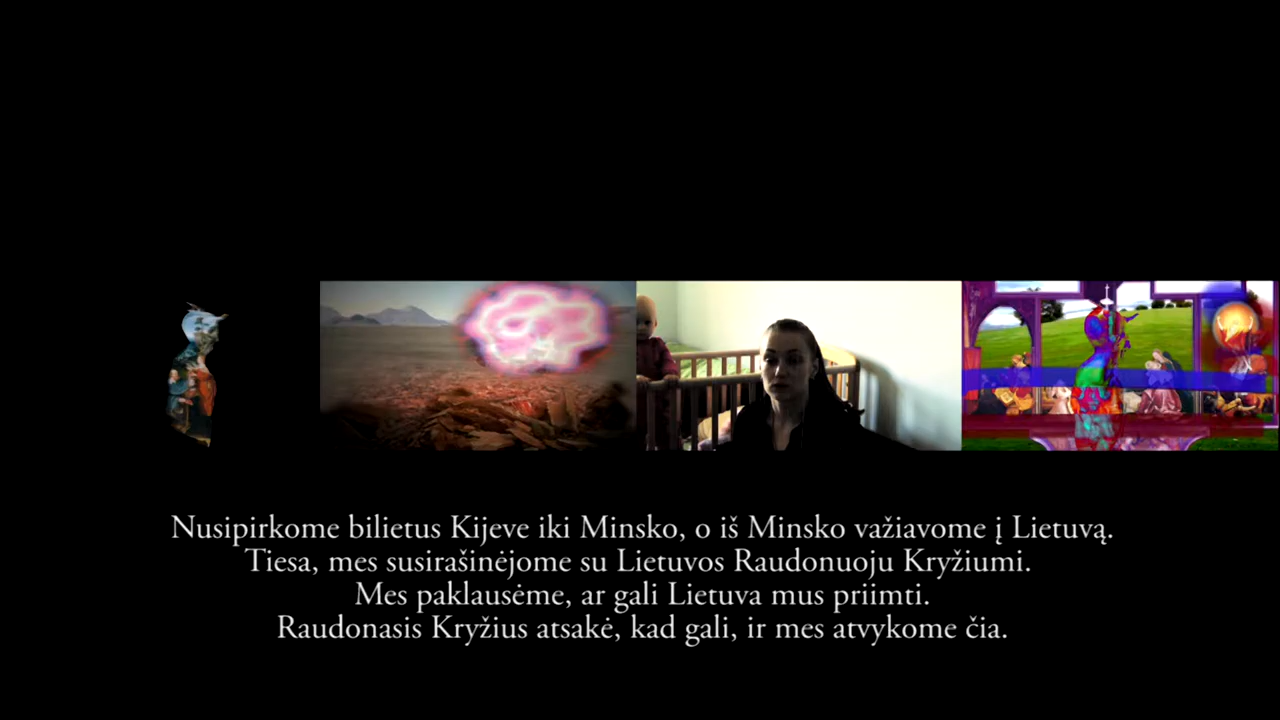 Nusipirkome bilietus Kijeve iki Minsko, o iš Minsko važiavome į Lietuvą.
Tiesa, mes susirašinėjome su Lietuvos Raudonuoju Kryžiumi.
Mes paklausėme, ar gali Lietuva mus priimti.
Raudonasis Kryžius atsakė, kad gali, ir mes atvykome čia.